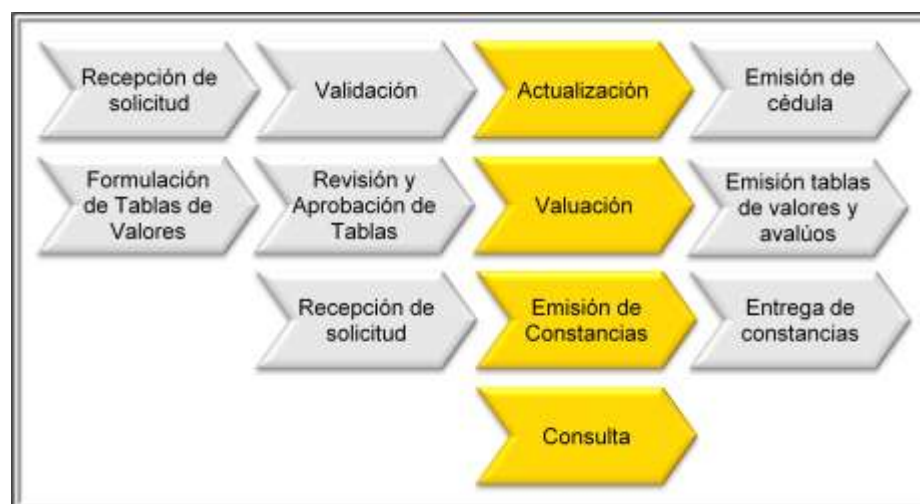 Recepción de
solicitud
Validación
Actualización
Emisión de
cédula
Formulación
de Tablas de
Valores
Revisión y
Aprobación de
Tablas
Valuación
Emisión tablas
de valores y
avalúos
Recepción de
solicitud
Emisión de
Constancias
Entrega de
constancias
Consulta